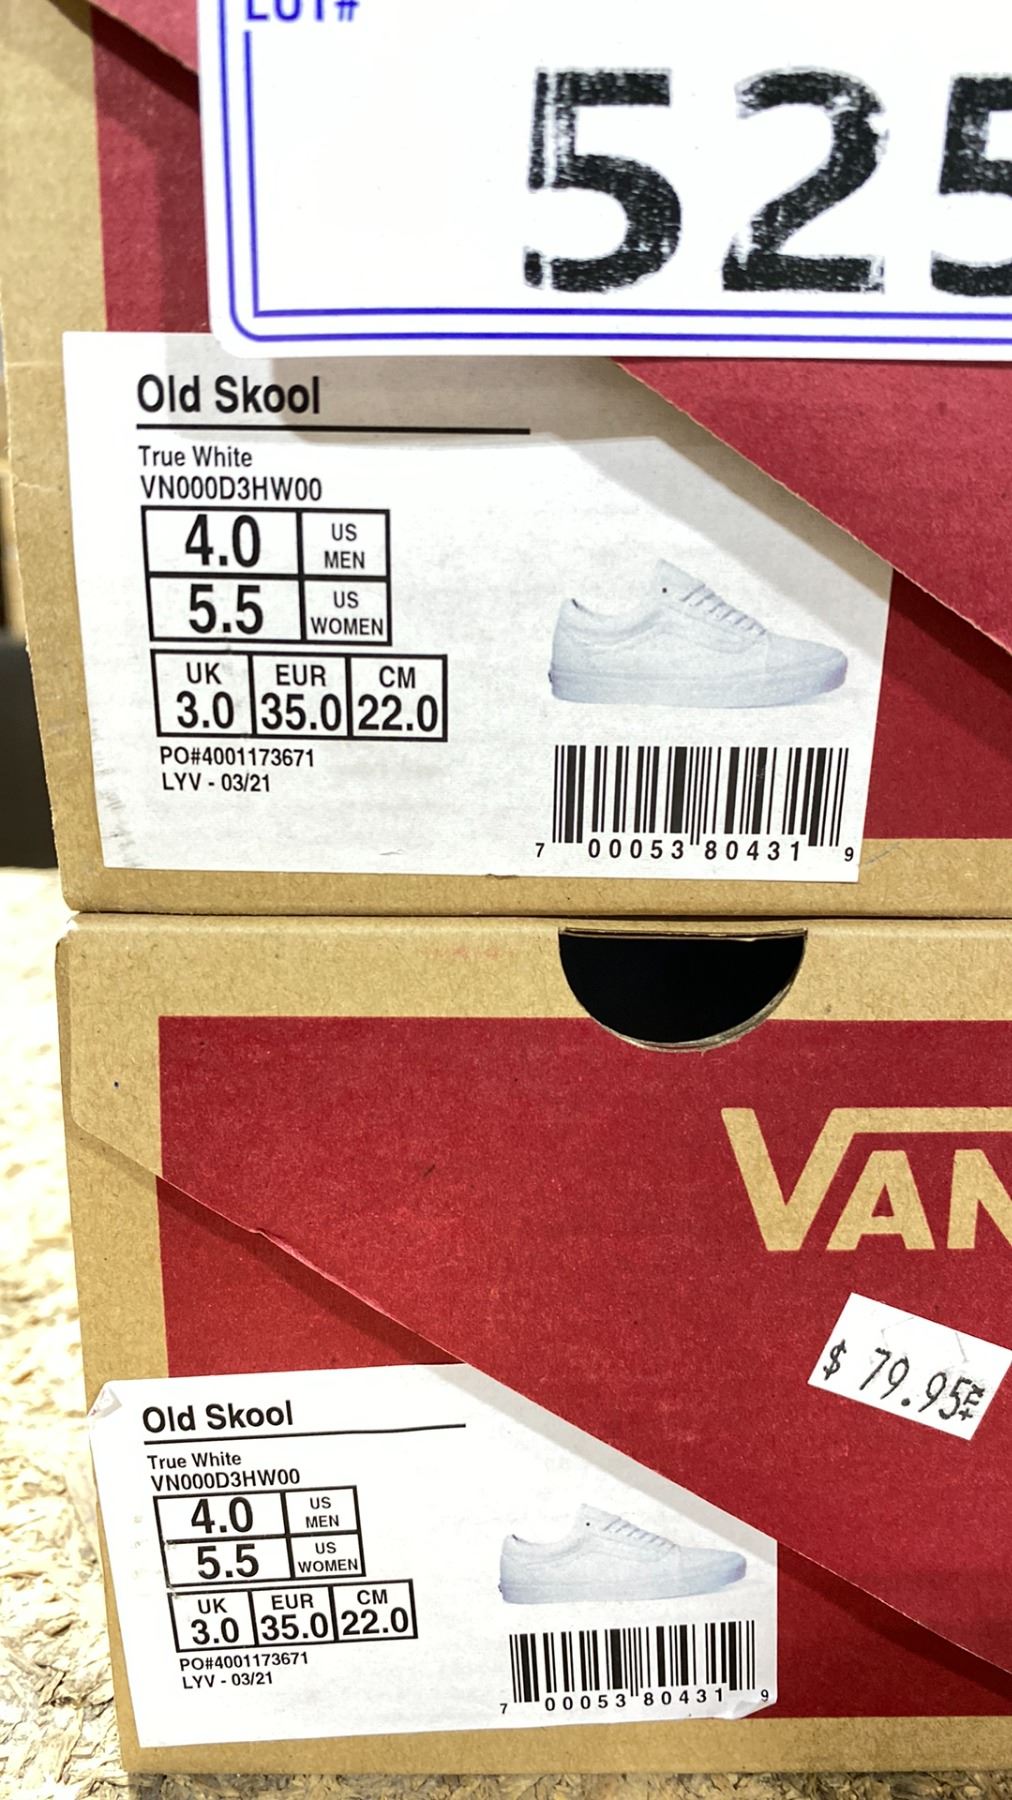 LOT#
525
Old Skool
True White
VN000D3HW00
4.0 US MEN
5.5 US WOMEN
UK EUR CM
3.0 35.0 22.0
PO#4001173671
LYV - 03/21
7 00053 80431 9
VAN
$ 79.95
Old Skool
True White
VN000D3HW00
4.0 US MEN
5.5 US WOMEN
UK EUR CM
3.0 35.0 22.0
PO#4001173671
LYV - 03/21
7 00053 80431 9